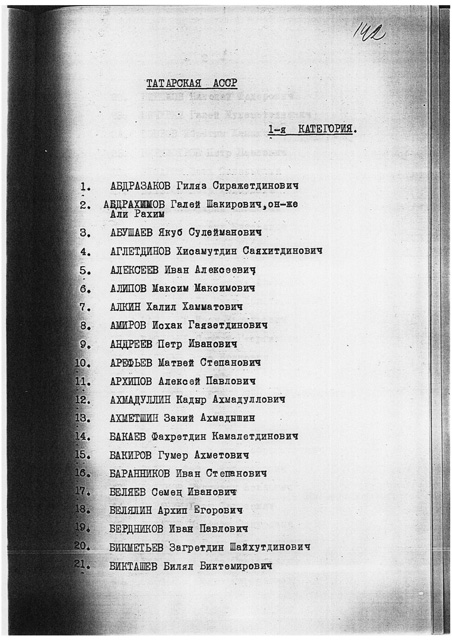 142
ТАТАРСКАЯ АССР
1-я КАТЕГОРИЯ.
1. АБДРАЗАКОВ Гиляз Сиражетдинович
2. АБДРАХИМОВ Галей Шакирович,он-же
Али Рахим
3. АБУШАЕВ Якуб Сулейманович
4. АГЛЕТДИНОВ Хисамутдин Саяхитдинович
5. АЛЕКСЕЕВ Иван Алексеевич
6. АЛИПОВ Максим Максимович
7. АЛКИН Халил Хамматович
8. АМИРОВ Исхак Гаязетдинович
9. АНДРЕЕВ Петр Иванович
10. АРЕФЬЕВ Матвей Степанович
11. АРХИПОВ Алексей Павлович
12. АХМАДУЛЛИН Кадыр Ахмадуллович
13. АХМЕТШИН Закий Ахмадышин
14. БАКАЕВ Фахретдин Камалетдинович
15. БАКИРОВ Гумер Ахметович
16. БАРАННИКОВ Иван Степанович
17. БЕЛЯЕВ Семен Иванович
18. БЕЛЯЛИН Архип Егорович
19. БЕРДНИКОВ Иван Павлович
20. БИКМЕТЬЕВ Загретдин Шайхутдинович
21. БИКТАШЕВ Билял Биктемирович